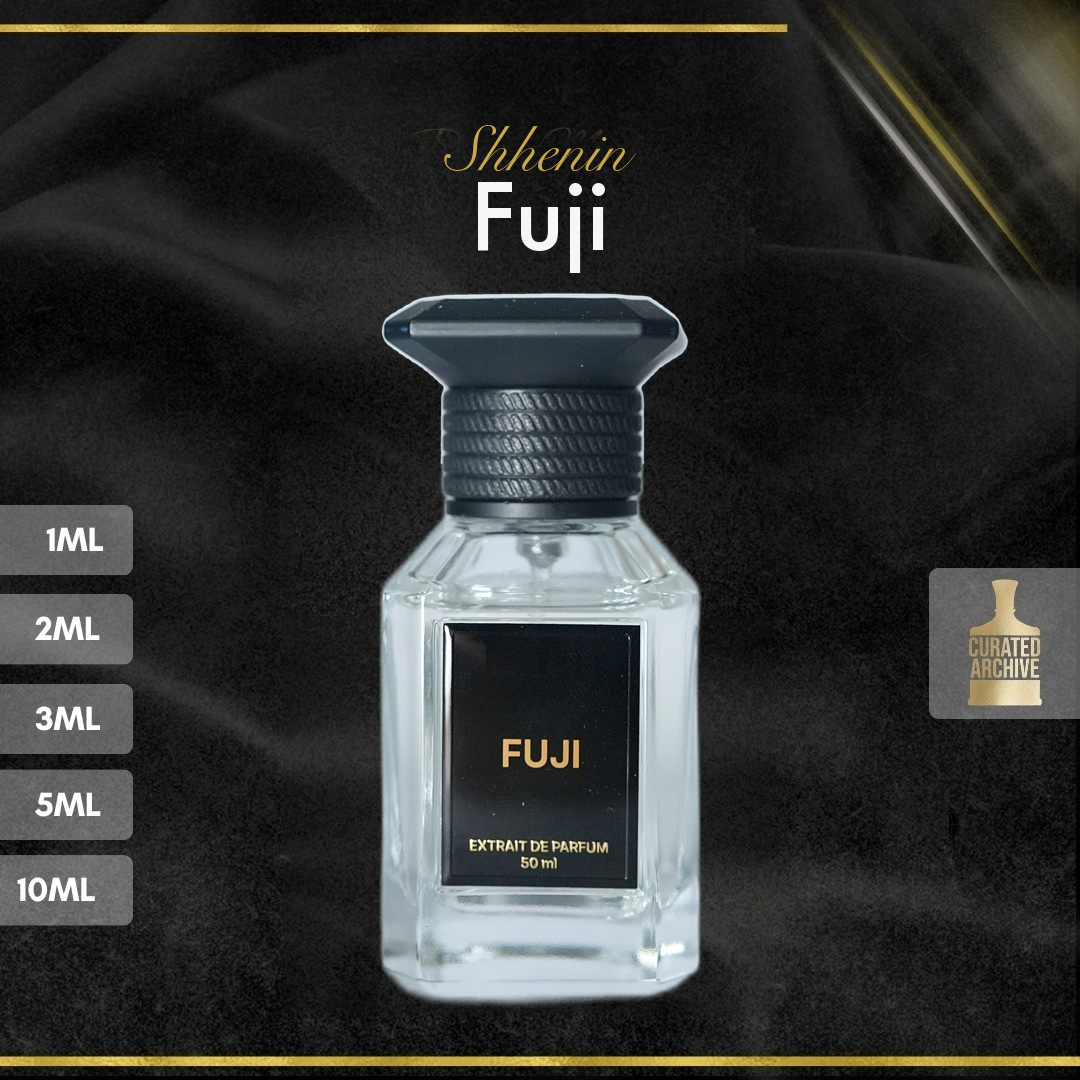 Shhenin
Fuji
1ML
2ML
3ML
5ML
10ML
CURATED
ARCHIVE
FUJI
EXTRAIT DE PARFUM
50 ml